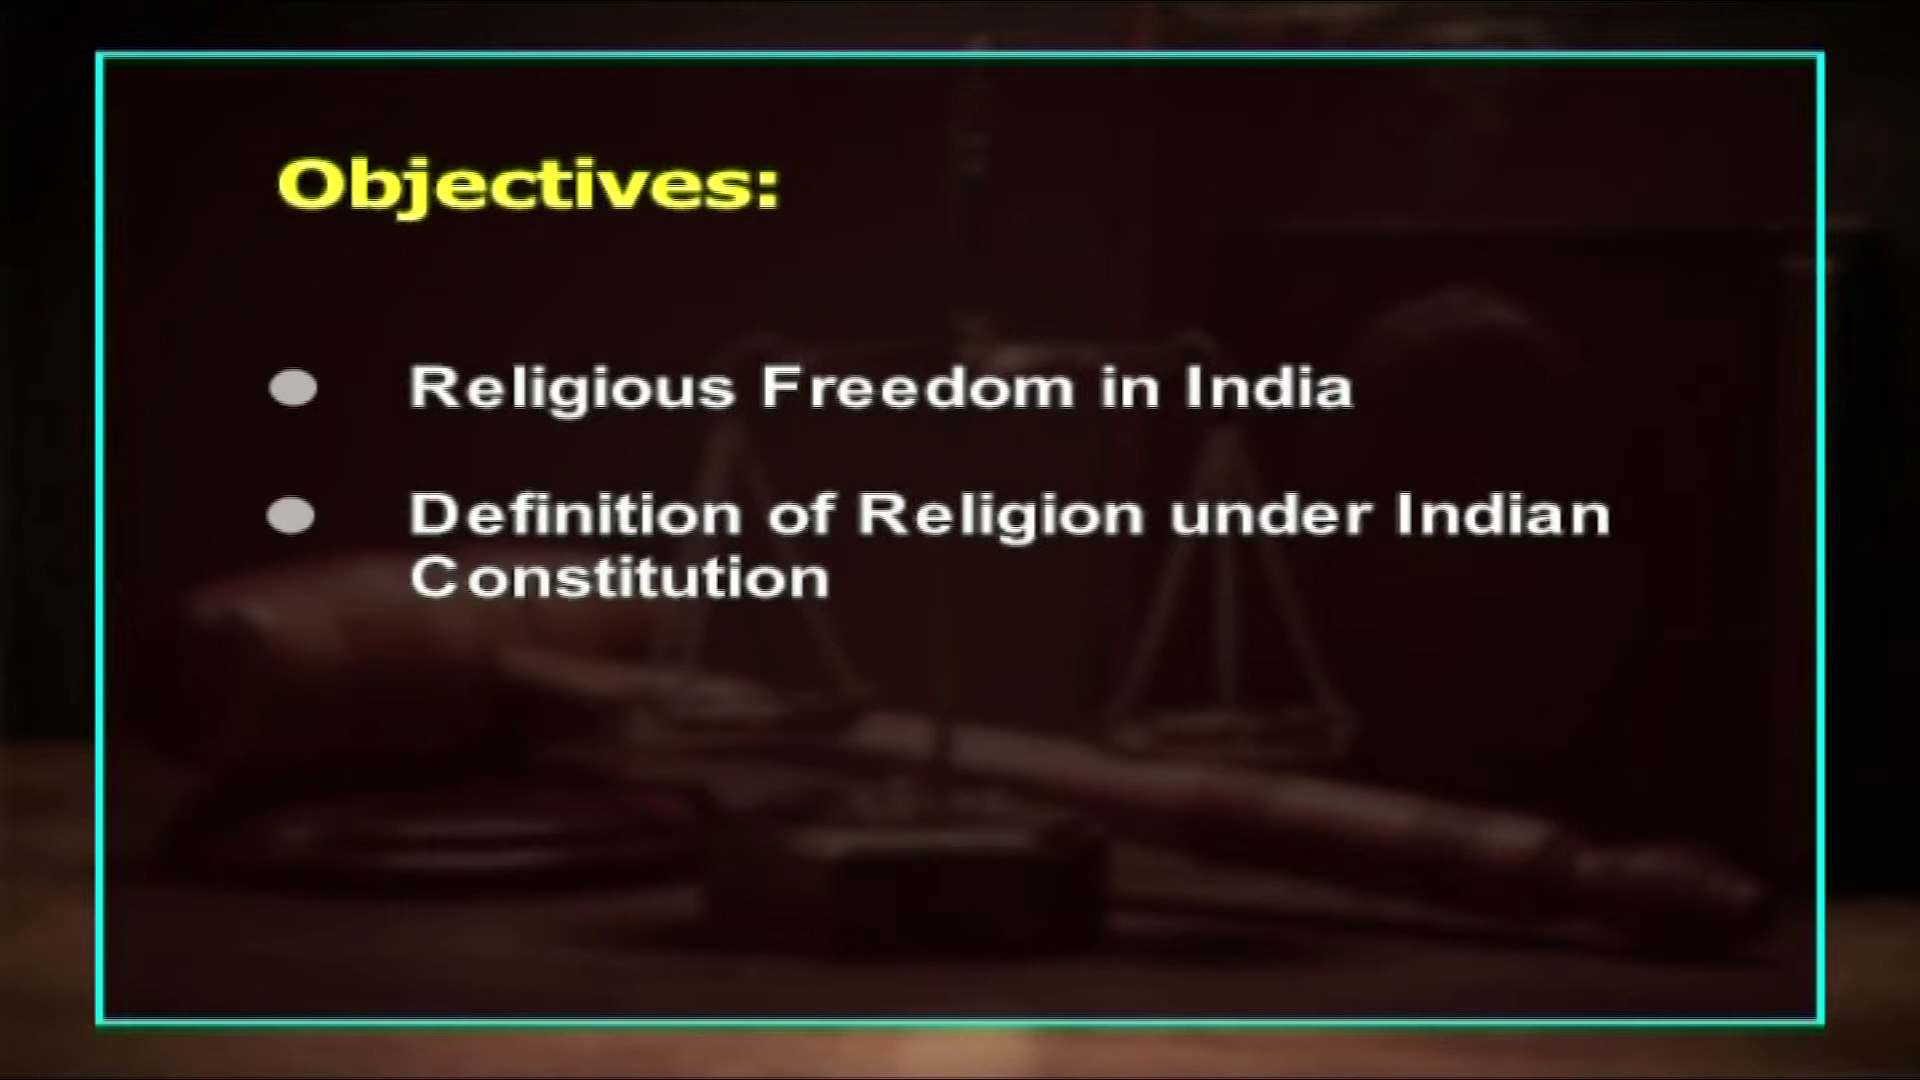 Objectives:
Religious Freedom in India
Definition of Religion under Indian
Constitution